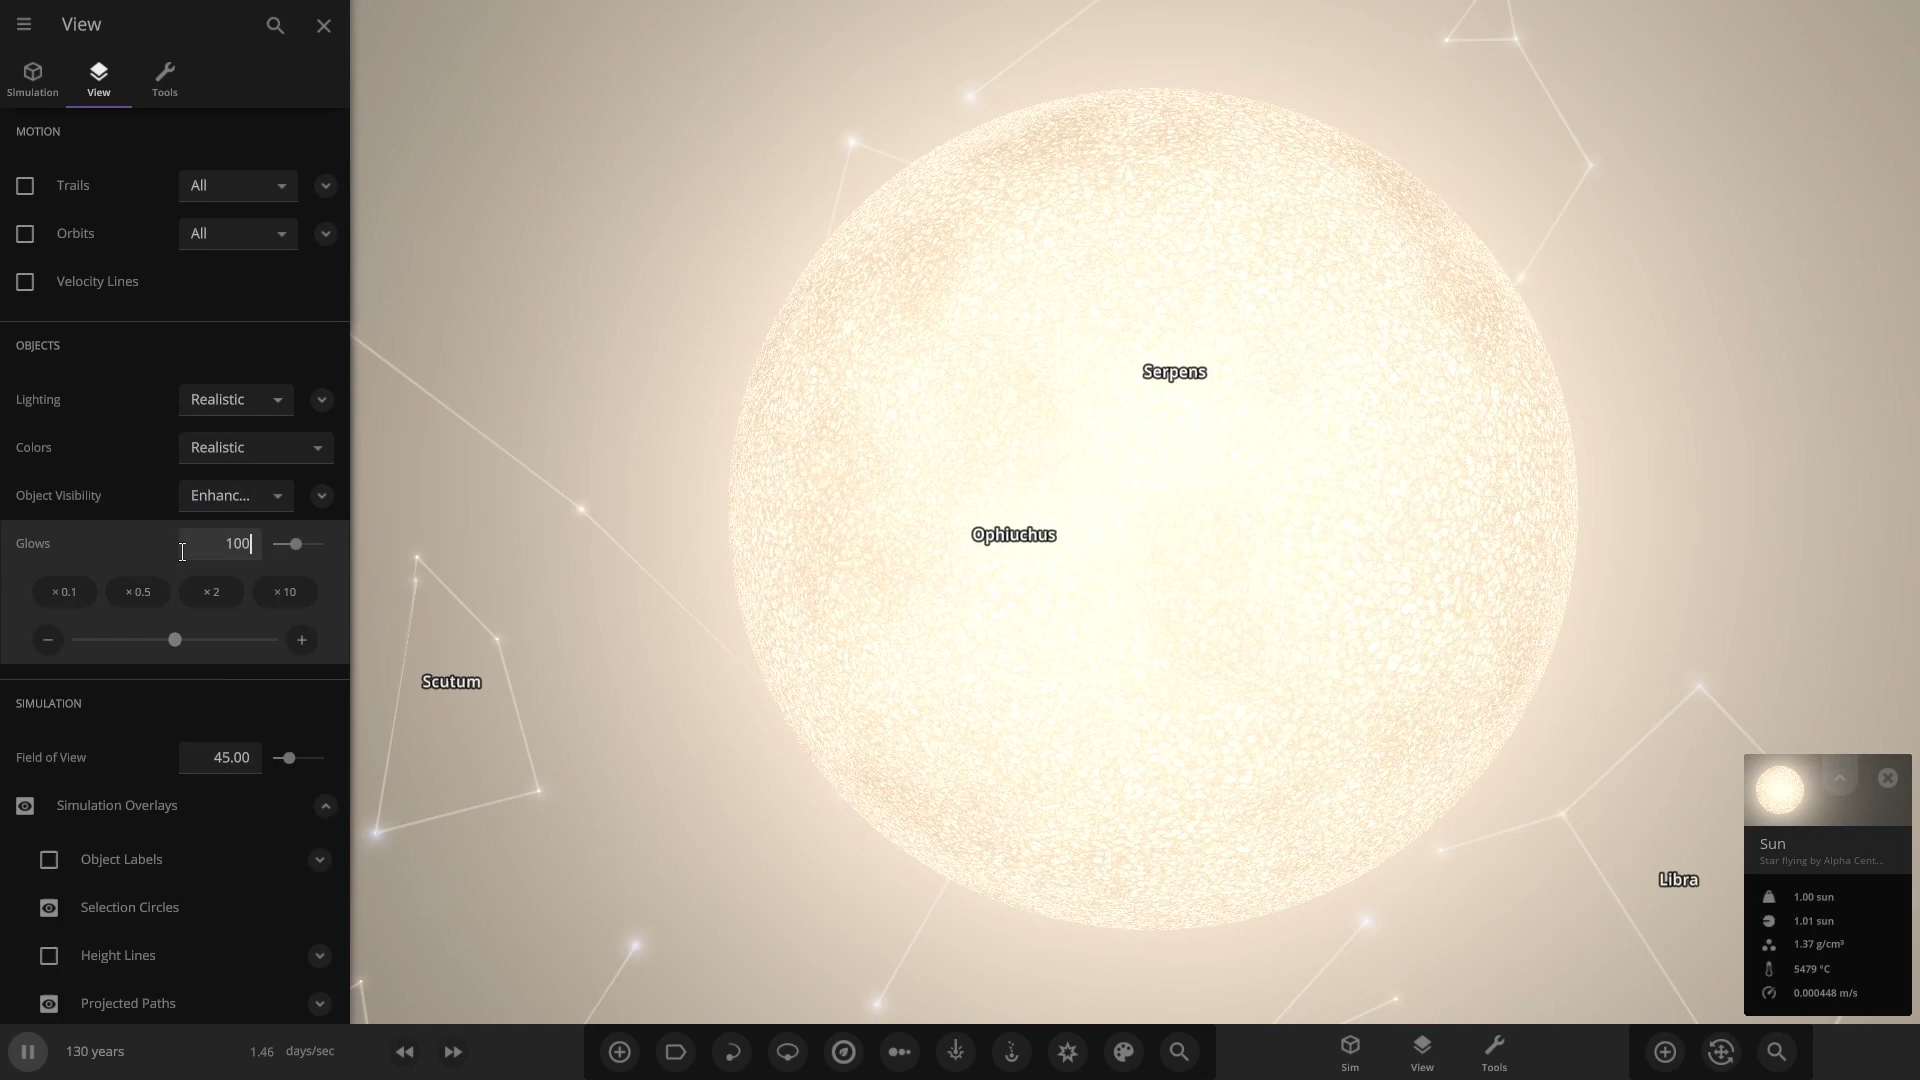 View
Simulation
View
Tools
MOTION
Trails
All
Orbits
All
Velocity Lines
OBJECTS
Lighting
Realistic
Colors
Realistic
Object Visibility
Enhanc...
Glows
100
× 0.1
× 0.5
× 2
× 10
SIMULATION
Field of View
45.00
Simulation Overlays
Object Labels
Selection Circles
Height Lines
Projected Paths
Serpens
Ophiuchus
Scutum
Libra
Sun
Star flying by Alpha Cent...
1.00 sun
1.01 sun
1.37 g/cm³
5479 °C
0.000448 m/s
130 years
1.46 days/sec
Sim
View
Tools